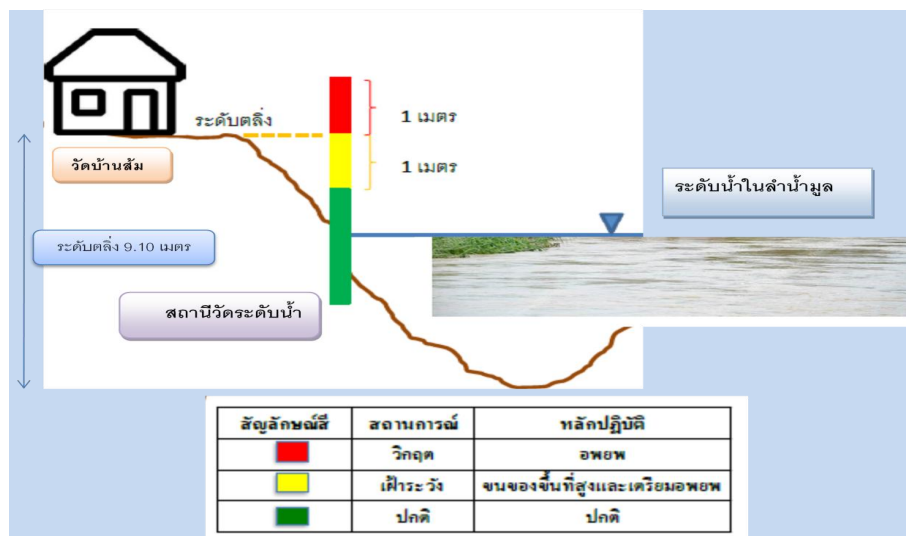 ระดับตลิ่ง
1 เมตร
1 เมตร
วัดบ้านส้ม
ระดับน้ำในลำน้ำมูล
ระดับตลิ่ง 9.10 เมตร
สถานีวัดระดับน้ำ
สัญลักษณ์สี สถานการณ์ หลักปฏิบัติ
วิกฤต อพยพ
เฝ้าระวัง ขนของขึ้นที่สูงและเตรียมอพยพ
ปกติ ปกติ